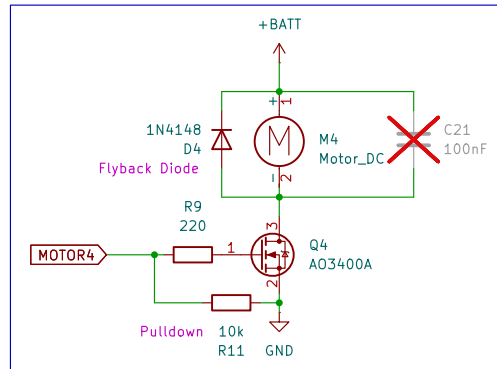 +BATT
+
1
1N4148
D4
M
M4
Motor_DC
C21
100nF
Flyback Diode
-
2
R9
220
3
MOTOR4
1
Q4
AO3400A
2
Pulldown
10k
R11
GND